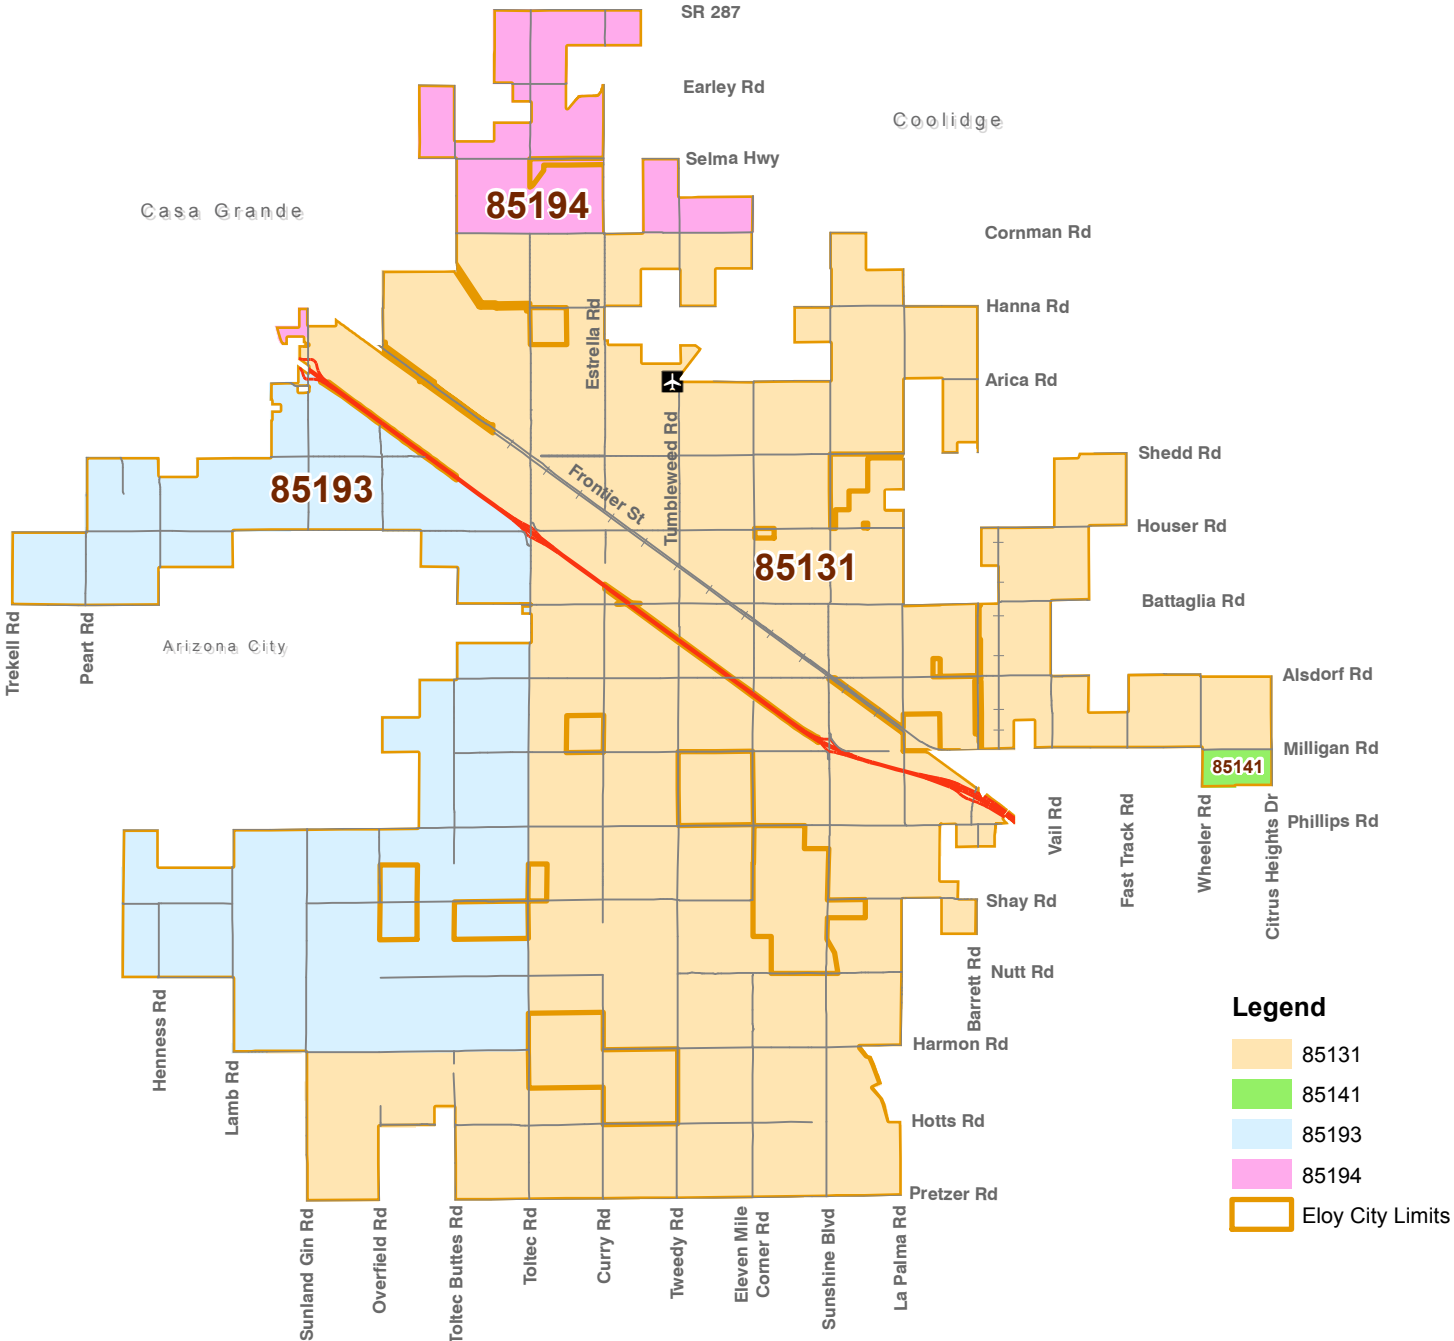 SR 287
Earley Rd
Coolidge
Selma Hwy
85194
Casa Grande
Cornman Rd
Hanna Rd
Estrella Rd
Arica Rd
Tumbleweed Rd
Shedd Rd
Frontier St
85193
Houser Rd
85131
Battaglia Rd
Trekell Rd
Peart Rd
Arizona City
Alsdorf Rd
Milligan Rd
85141
Vail Rd
Fast Track Rd
Wheeler Rd
Citrus Heights Dr
Phillips Rd
Shay Rd
Barrett Rd
Nutt Rd
Henness Rd
Lamb Rd
Harmon Rd
Hotts Rd
Pretzer Rd
Sunland Gin Rd
Overfield Rd
Toltec Buttes Rd
Toltec Rd
Curry Rd
Tweedy Rd
Eleven Mile
Corner Rd
Sunshine Blvd
La Palma Rd
Legend
85131
85141
85193
85194
Eloy City Limits